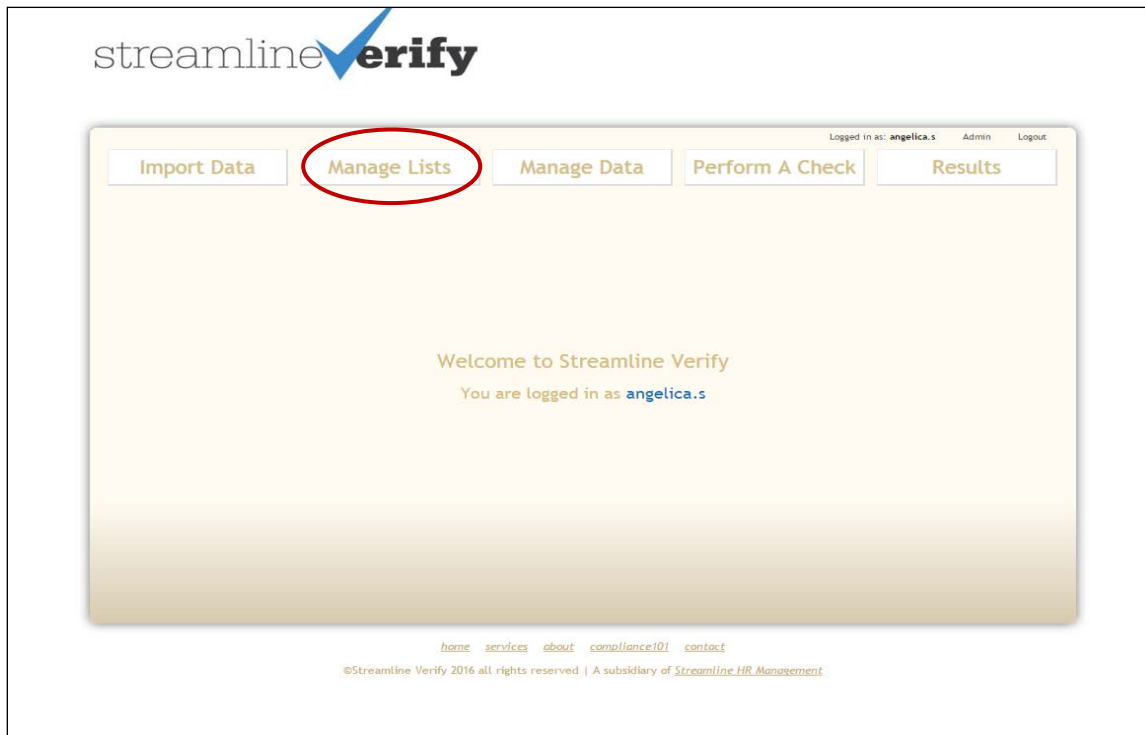 streamlineverify
Logged in as: angelica.s Admin Logout
Import Data Manage Lists Manage Data Perform A Check Results
Welcome to Streamline Verify
You are logged in as angelica.s
home services about compliance101 contact
©Streamline Verify 2016 all rights reserved | A subsidiary of Streamline HR Management